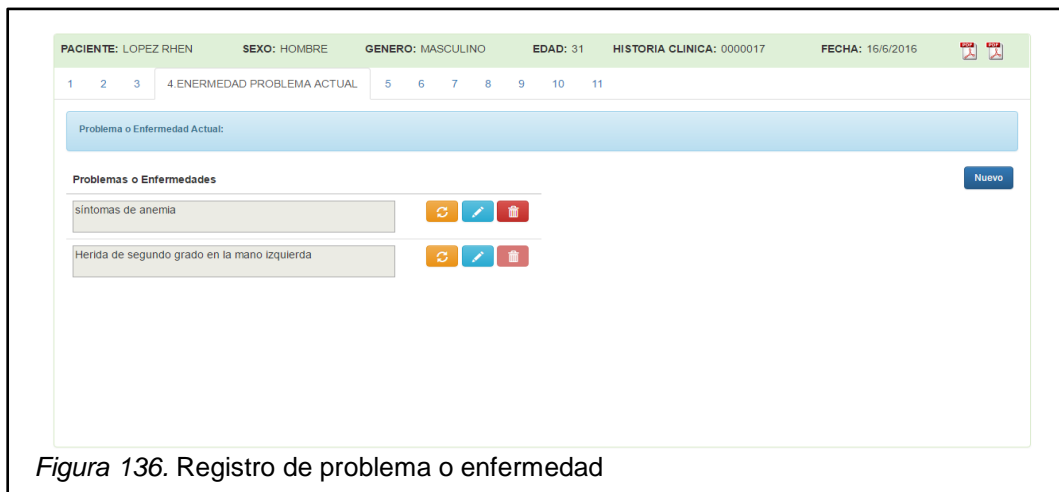 PACIENTE: LOPEZ RHEN SEXO: HOMBRE GENERO: MASCULINO EDAD: 31 HISTORIA CLINICA: 0000017 FECHA: 16/6/2016 PDF PDF
1 2 3 4.ENERMEDAD PROBLEMA ACTUAL 5 6 7 8 9 10 11
Problema o Enfermedad Actual:
Problemas o Enfermedades Nuevo
síntomas de anemia
Herida de segundo grado en la mano izquierda
Figura 136. Registro de problema o enfermedad